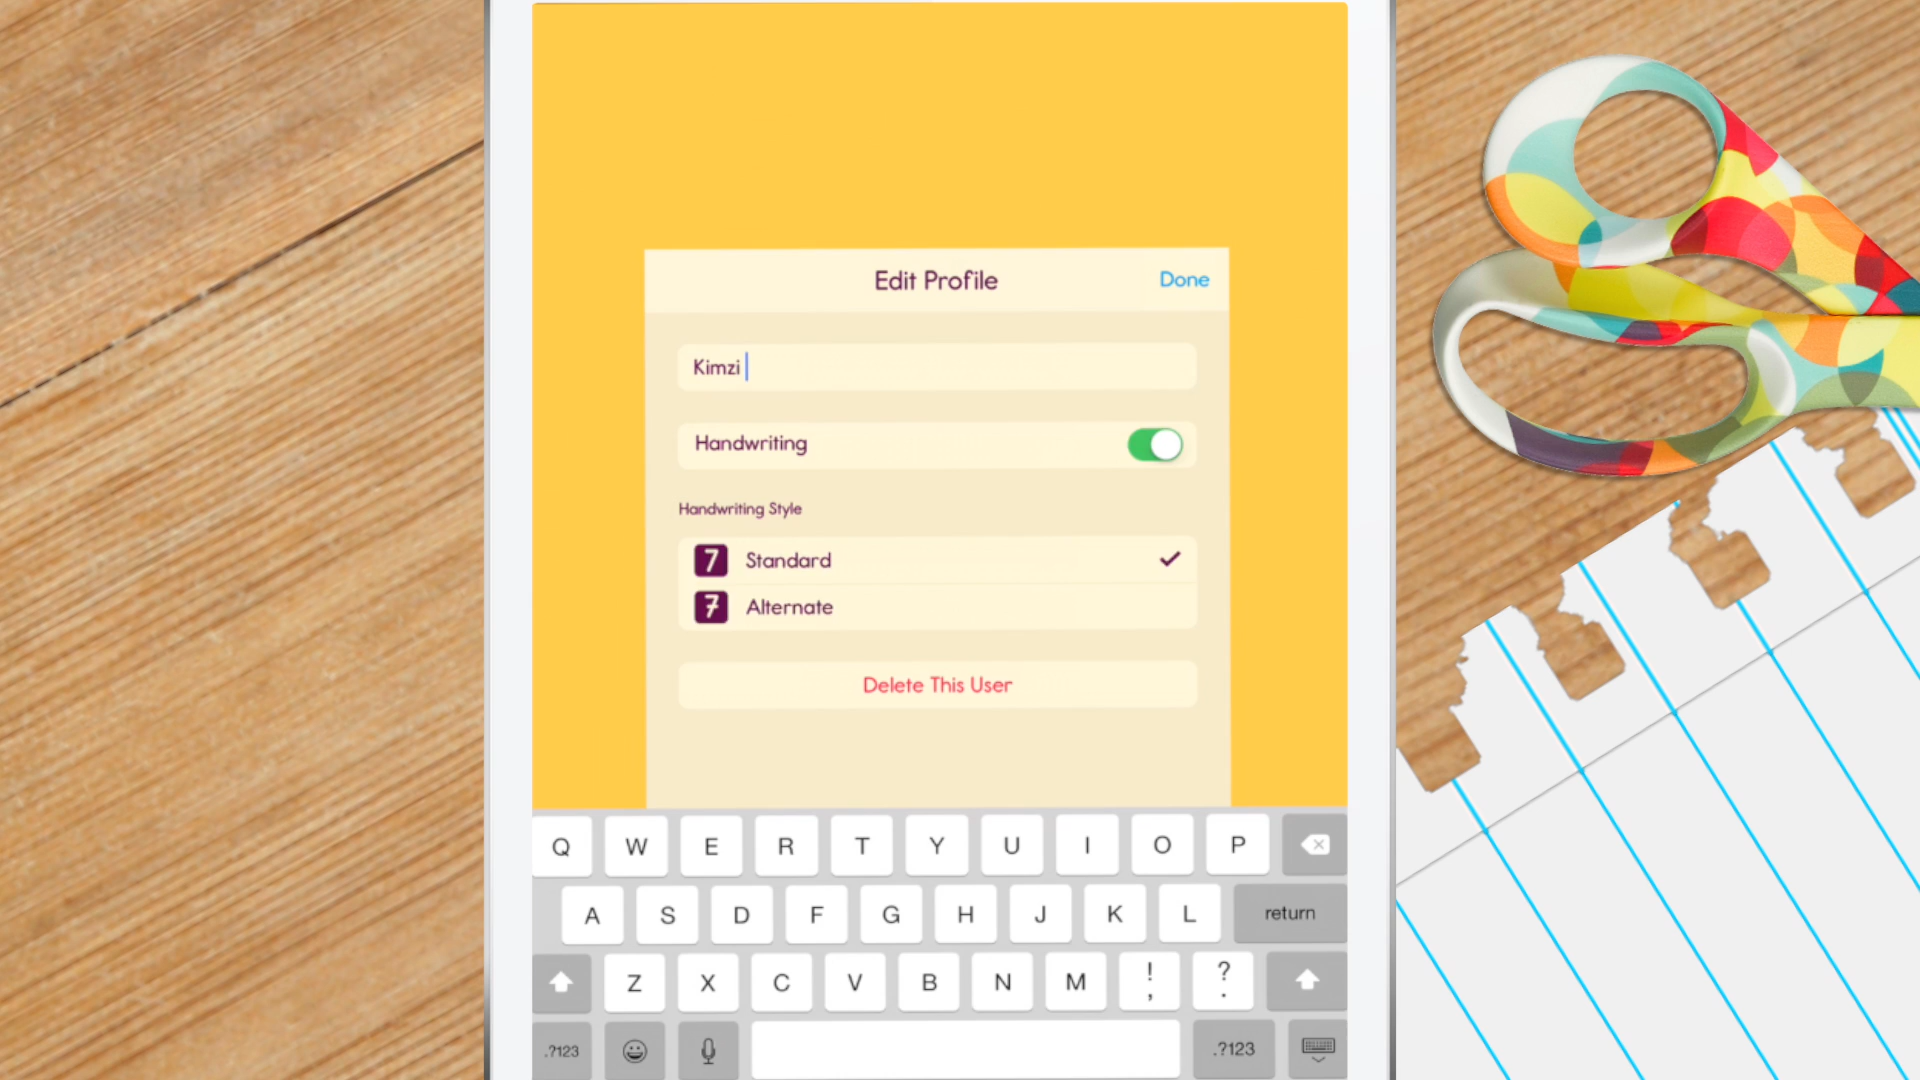 Edit Profile Done
Kimzi
Handwriting
Handwriting Style
7 Standard
7 Alternate
Delete This User
Q W E R T Y U I O P
A S D F G H J K L return
Z X C V B N M ! , ? .
.?123 .?123